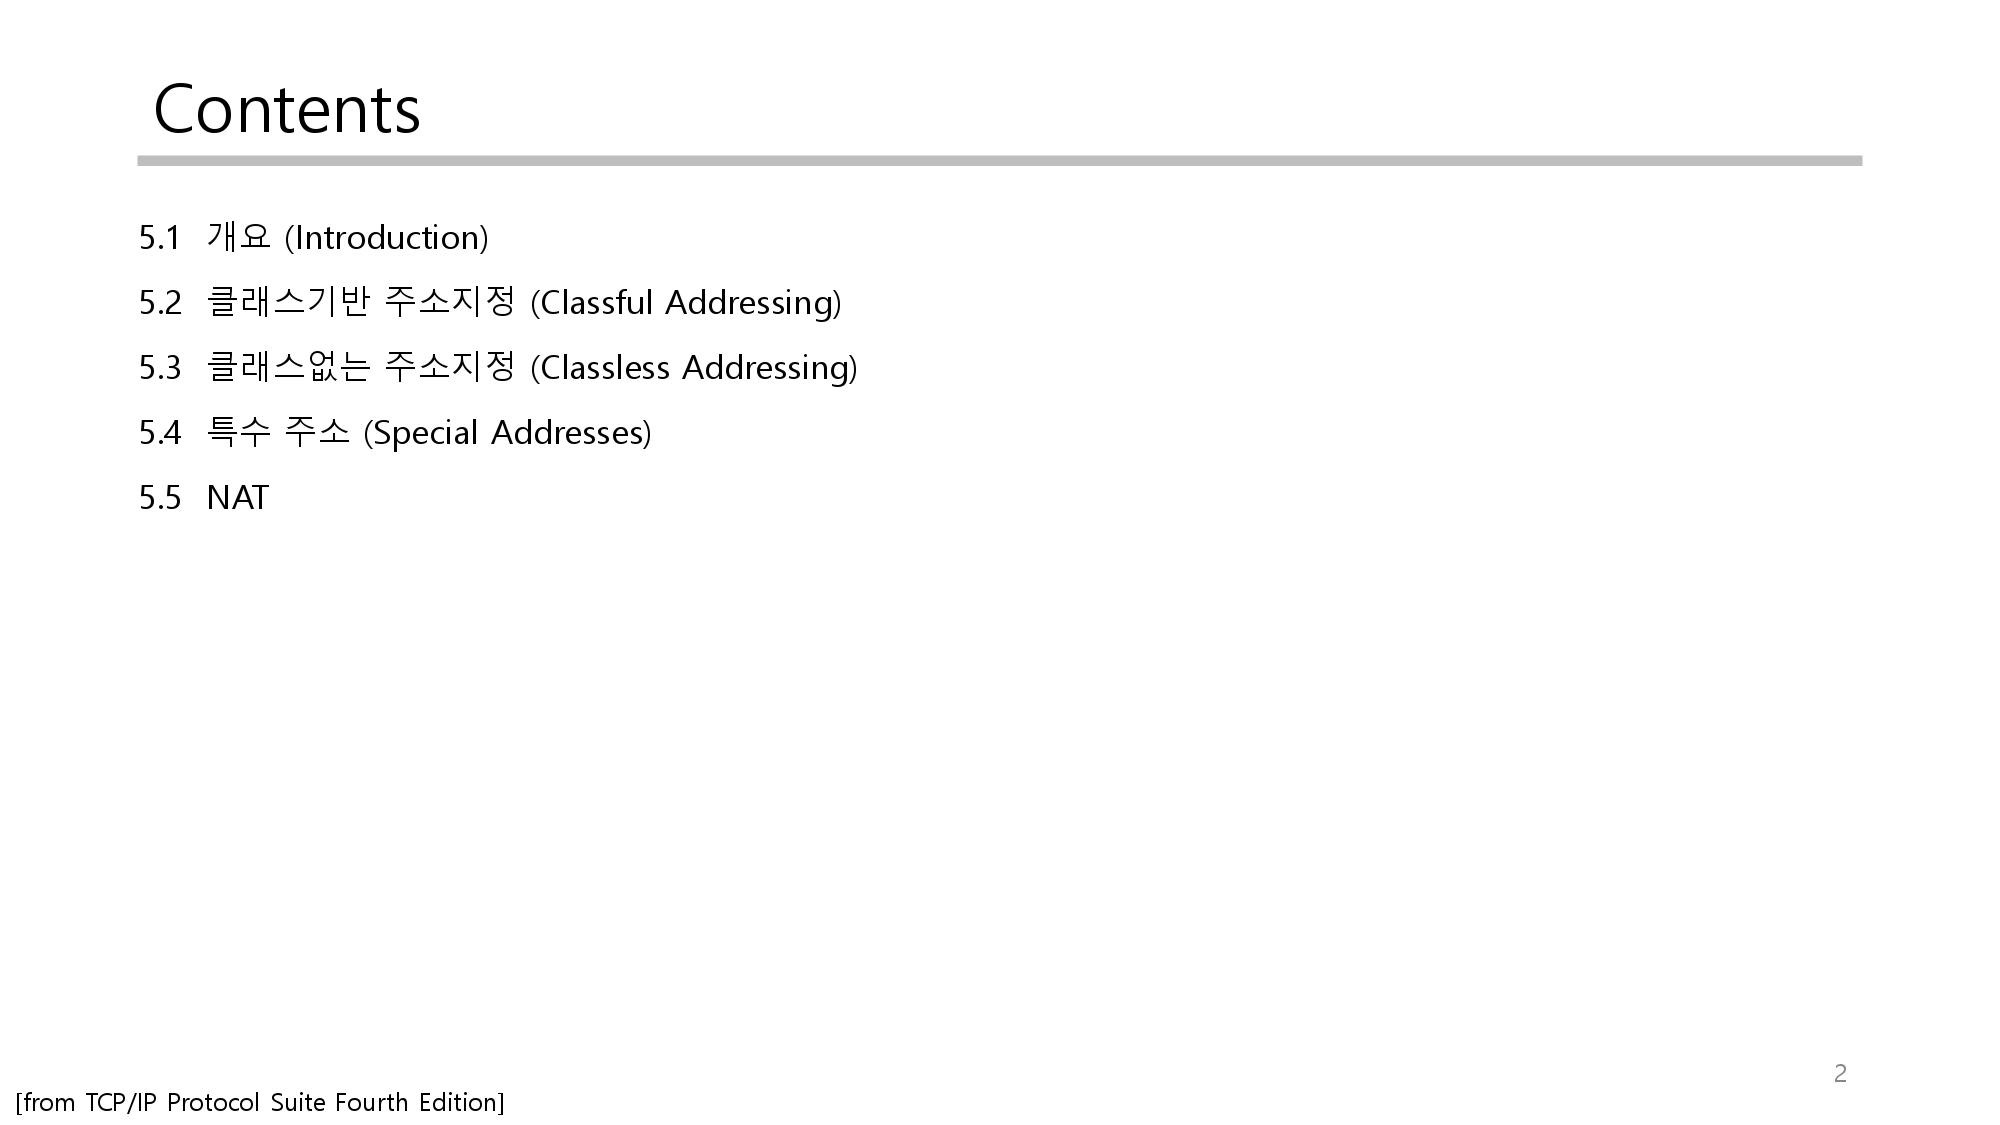 Contents
5.1 개요 (Introduction)
5.2 클래스기반 주소지정 (Classful Addressing)
5.3 클래스없는 주소지정 (Classless Addressing)
5.4 특수 주소 (Special Addresses)
5.5 NAT
2
[from TCP/IP Protocol Suite Fourth Edition]